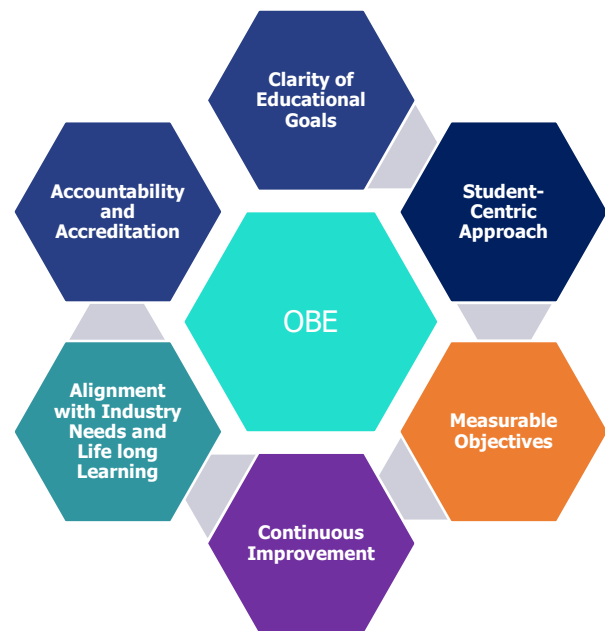 Clarity of
Educational
Goals
Student-
Centric
Approach
Measurable
Objectives
Continuous
Improvement
Alignment
with Industry
Needs and
Life long
Learning
Accountability
and
Accreditation
OBE